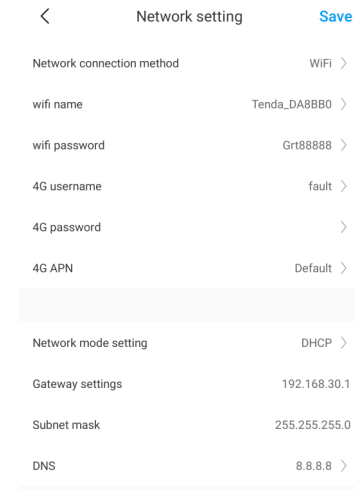 Network setting Save
Network connection method WiFi
wifi name Tenda_DA8BB0
wifi password Grt88888
4G username fault
4G password
4G APN Default
Network mode setting DHCP
Gateway settings 192.168.30.1
Subnet mask 255.255.255.0
DNS 8.8.8.8